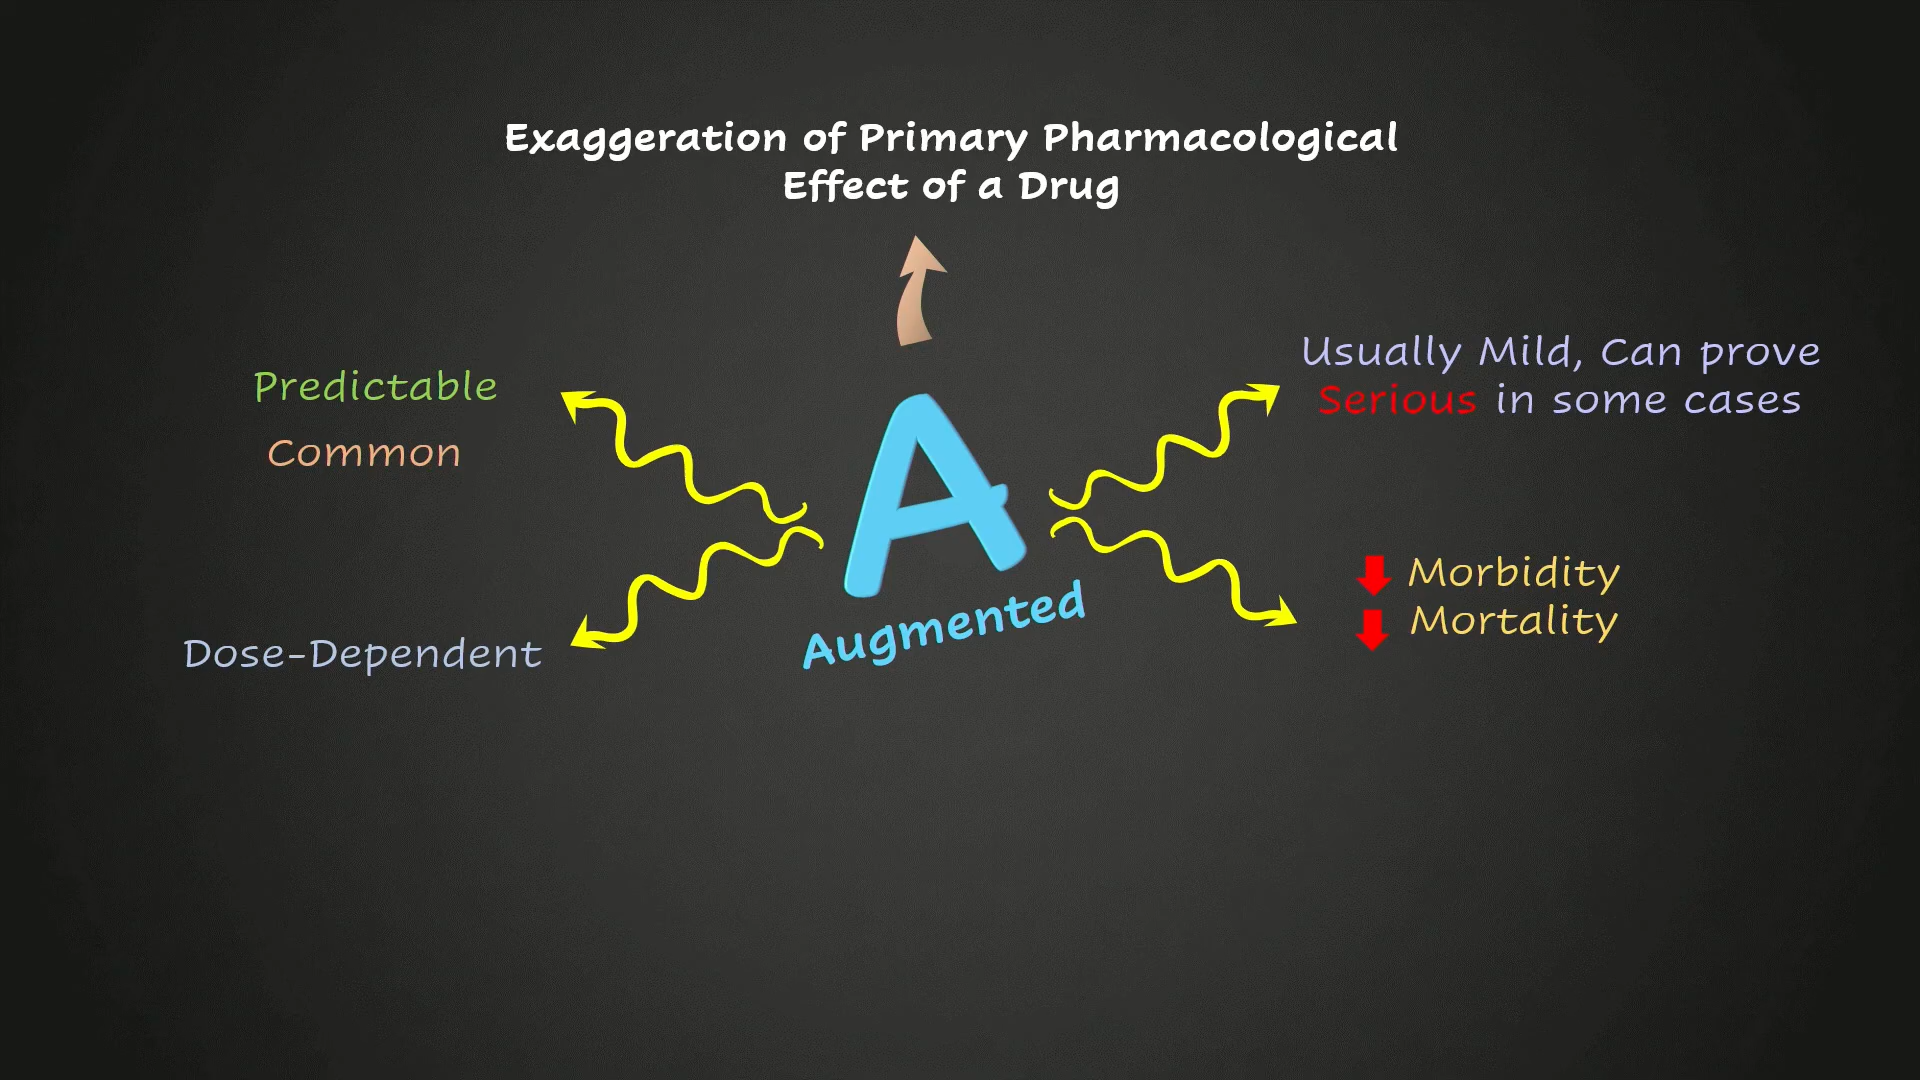 Exaggeration of Primary Pharmacological
Effect of a Drug
Predictable
Common
Dose-Dependent
A
Augmented
Usually Mild, Can prove
Serious in some cases
Morbidity
Mortality